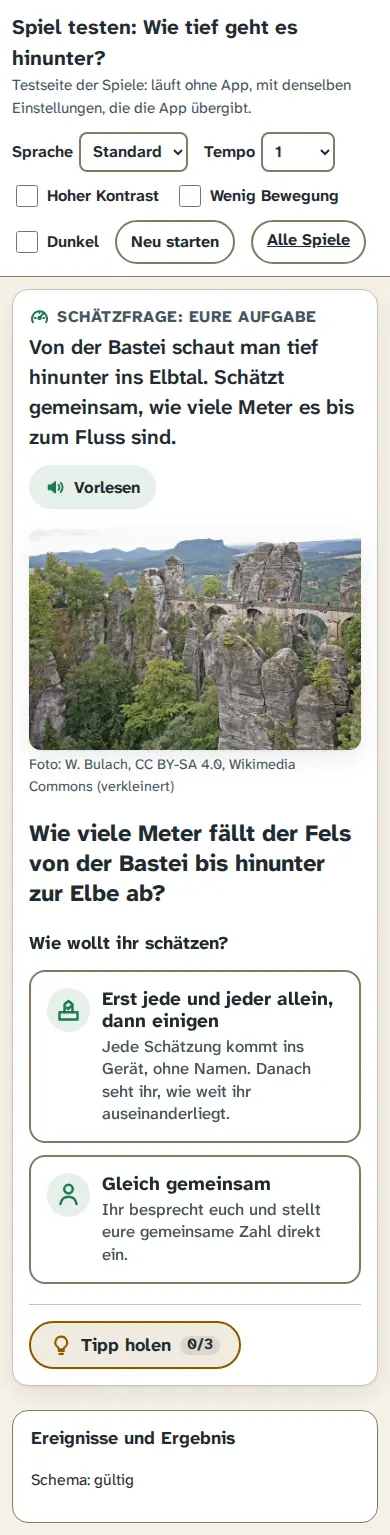 Spiel testen: Wie tief geht es
hinunter?
Testseite der Spiele: läuft ohne App, mit denselben
Einstellungen, die die App übergibt.
Sprache Standard Tempo 1
Hoher Kontrast Wenig Bewegung
Dunkel Neu starten Alle Spiele
SCHÄTZFRAGE: EURE AUFGABE
Von der Bastei schaut man tief
hinunter ins Elbtal. Schätzt
gemeinsam, wie viele Meter es bis
zum Fluss sind.
Vorlesen
Foto: W. Bulach, CC BY-SA 4.0, Wikimedia
Commons (verkleinert)
Wie viele Meter fällt der Fels
von der Bastei bis hinunter
zur Elbe ab?
Wie wollt ihr schätzen?
Erst jede und jeder allein,
dann einigen
Jede Schätzung kommt ins
Gerät, ohne Namen. Danach
seht ihr, wie weit ihr
auseinanderliegt.
Gleich gemeinsam
Ihr besprecht euch und stellt
eure gemeinsame Zahl direkt
ein.
Tipp holen 0/3
Ereignisse und Ergebnis
Schema: gültig